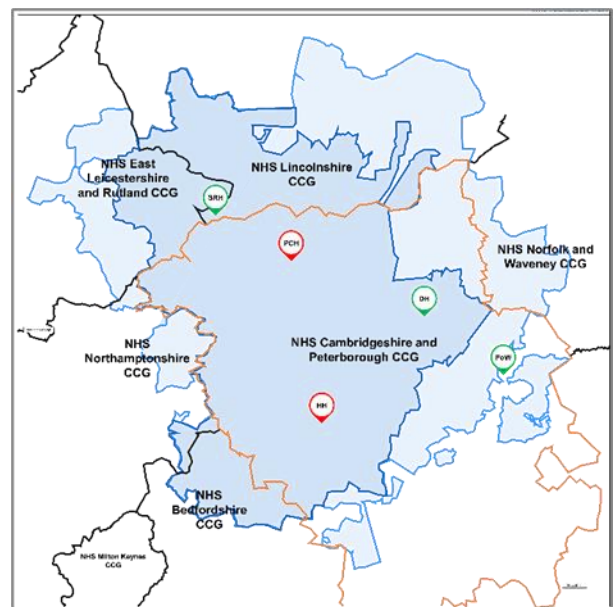 NHS East
Leicestershire
and Rutland CCG
NHS Lincolnshire
CCG
SRH
PCH
NHS Norfolk and
Waveney CCG
DH
NHS
Northamptonshire
CCG
NHS Cambridgeshire and
Peterborough CCG
PoW
HH
NHS
Bedfordshire
CCG
NHS Milton Keynes
CCG